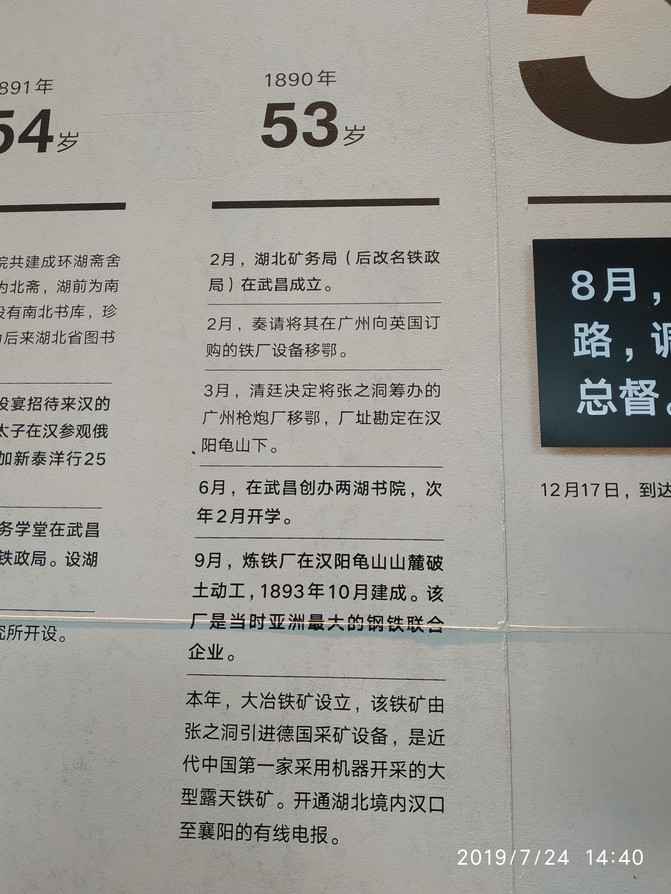 891年
54岁
院共建成环湖斋舍
为北斋，湖前为南
设有南北书库，珍
后来湖北省图书
设宴招待来汉的
太子在汉参观俄
加新泰洋行25
务学堂在武昌
铁政局。设湖
究所开设。
1890年
53岁
2月，湖北矿务局（后改名铁政
局）在武昌成立。
2月，奏请将其在广州向英国订
购的铁厂设备移鄂。
3月，清廷决定将张之洞筹办的
广州枪炮厂移鄂，厂址勘定在汉
阳龟山下。
6月，在武昌创办两湖书院，次
年2月开学。
9月，炼铁厂在汉阳龟山山麓破
土动工，1893年10月建成。该
厂是当时亚洲最大的钢铁联合
企业。
本年，大冶铁矿设立，该铁矿由
张之洞引进德国采矿设备，是近
代中国第一家采用机器开采的大
型露天铁矿。开通湖北境内汉口
至襄阳的有线电报。
8月，
路，调
总督。
12月17日，到达
2019/7/24 14:40